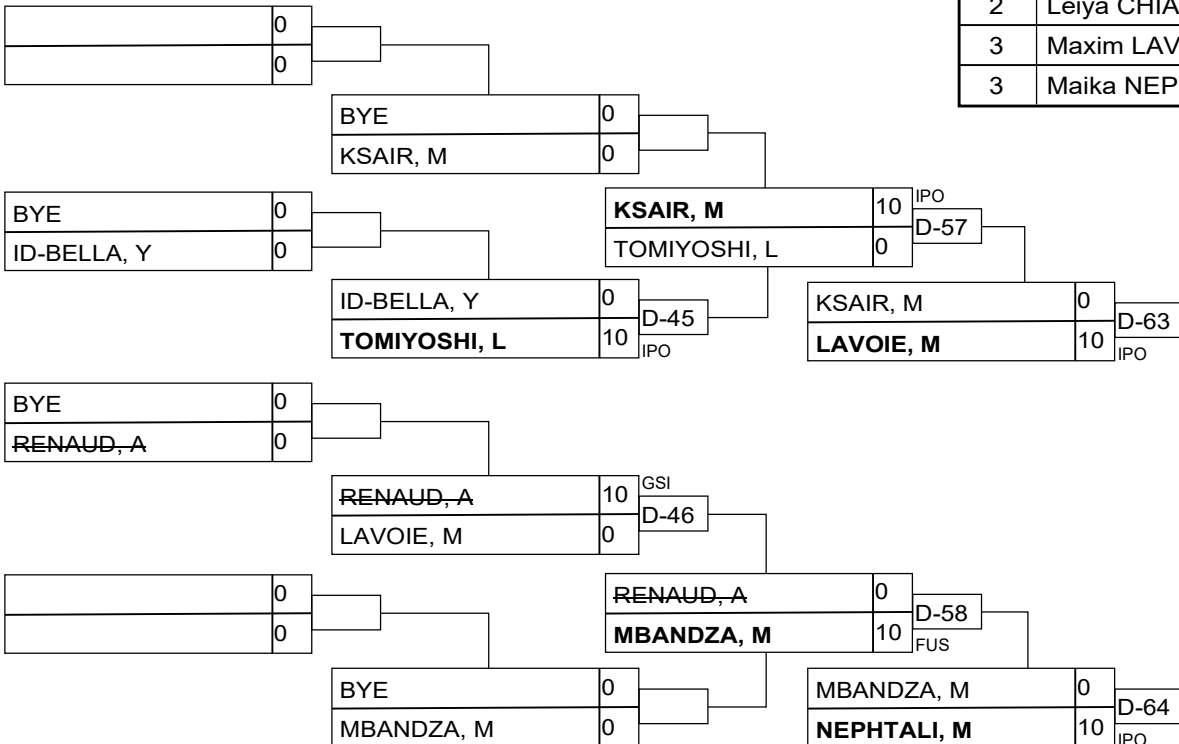 0
0
BYE 0
KSAIR, M 0
BYE 0
ID-BELLA, Y 0
ID-BELLA, Y 0
TOMIYOSHI, L 10
D-45
IPO
KSAIR, M 10
TOMIYOSHI, L 0
IPO
D-57
KSAIR, M 0
LAVOIE, M 10
D-63
IPO
BYE 0
RENAUD, A 0
RENAUD, A 10
LAVOIE, M 0
GSI
D-46
0
0
BYE 0
MBANDZA, M 0
RENAUD, A 0
MBANDZA, M 10
D-58
FUS
MBANDZA, M 0
NEPHTALI, M 10
D-64
IPO
2 Leiya CHIA
3 Maxim LAV
3 Maika NEP